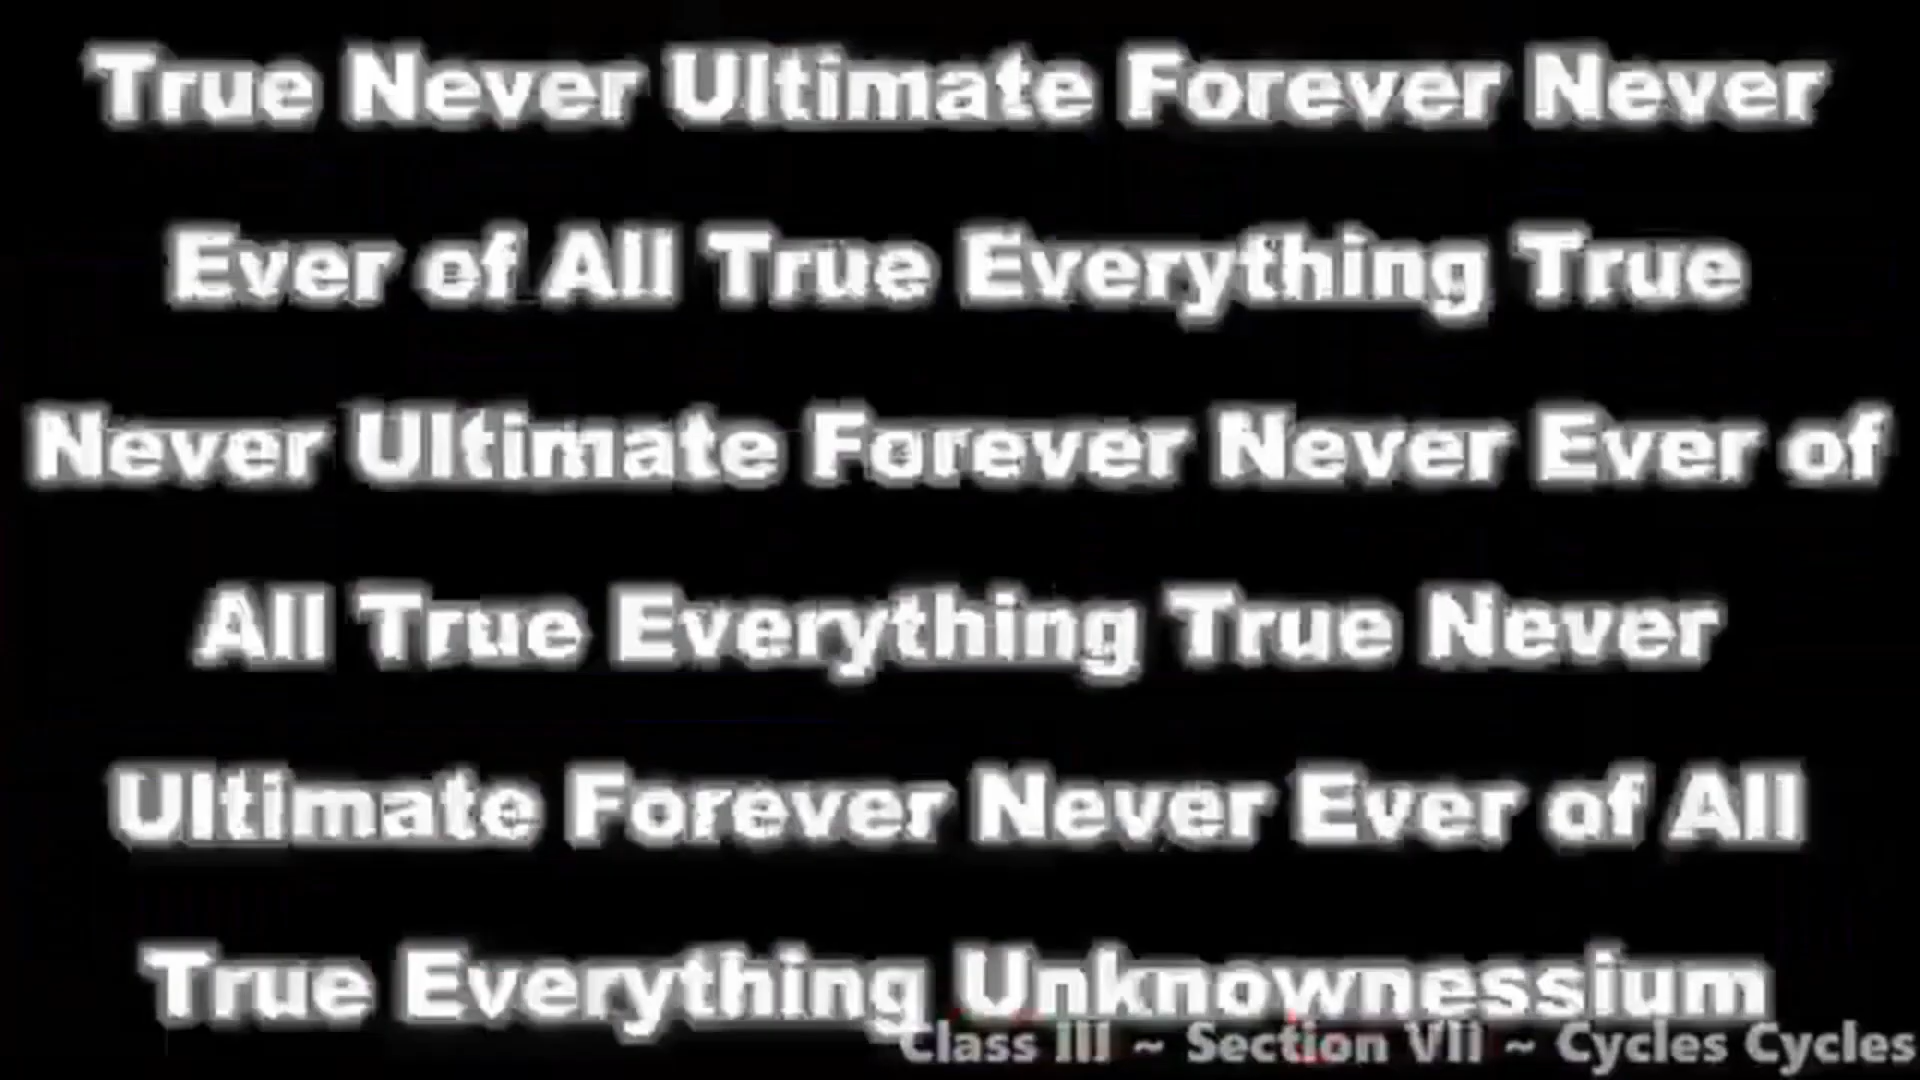 True Never Ultimate Forever Never
Ever of All True Everything True
Never Ultimate Forever Never Ever of
All True Everything True Never
Ultimate Forever Never Ever of All
True Everything Unknownessium
Class III ~ Section VII ~ Cycles Cycles